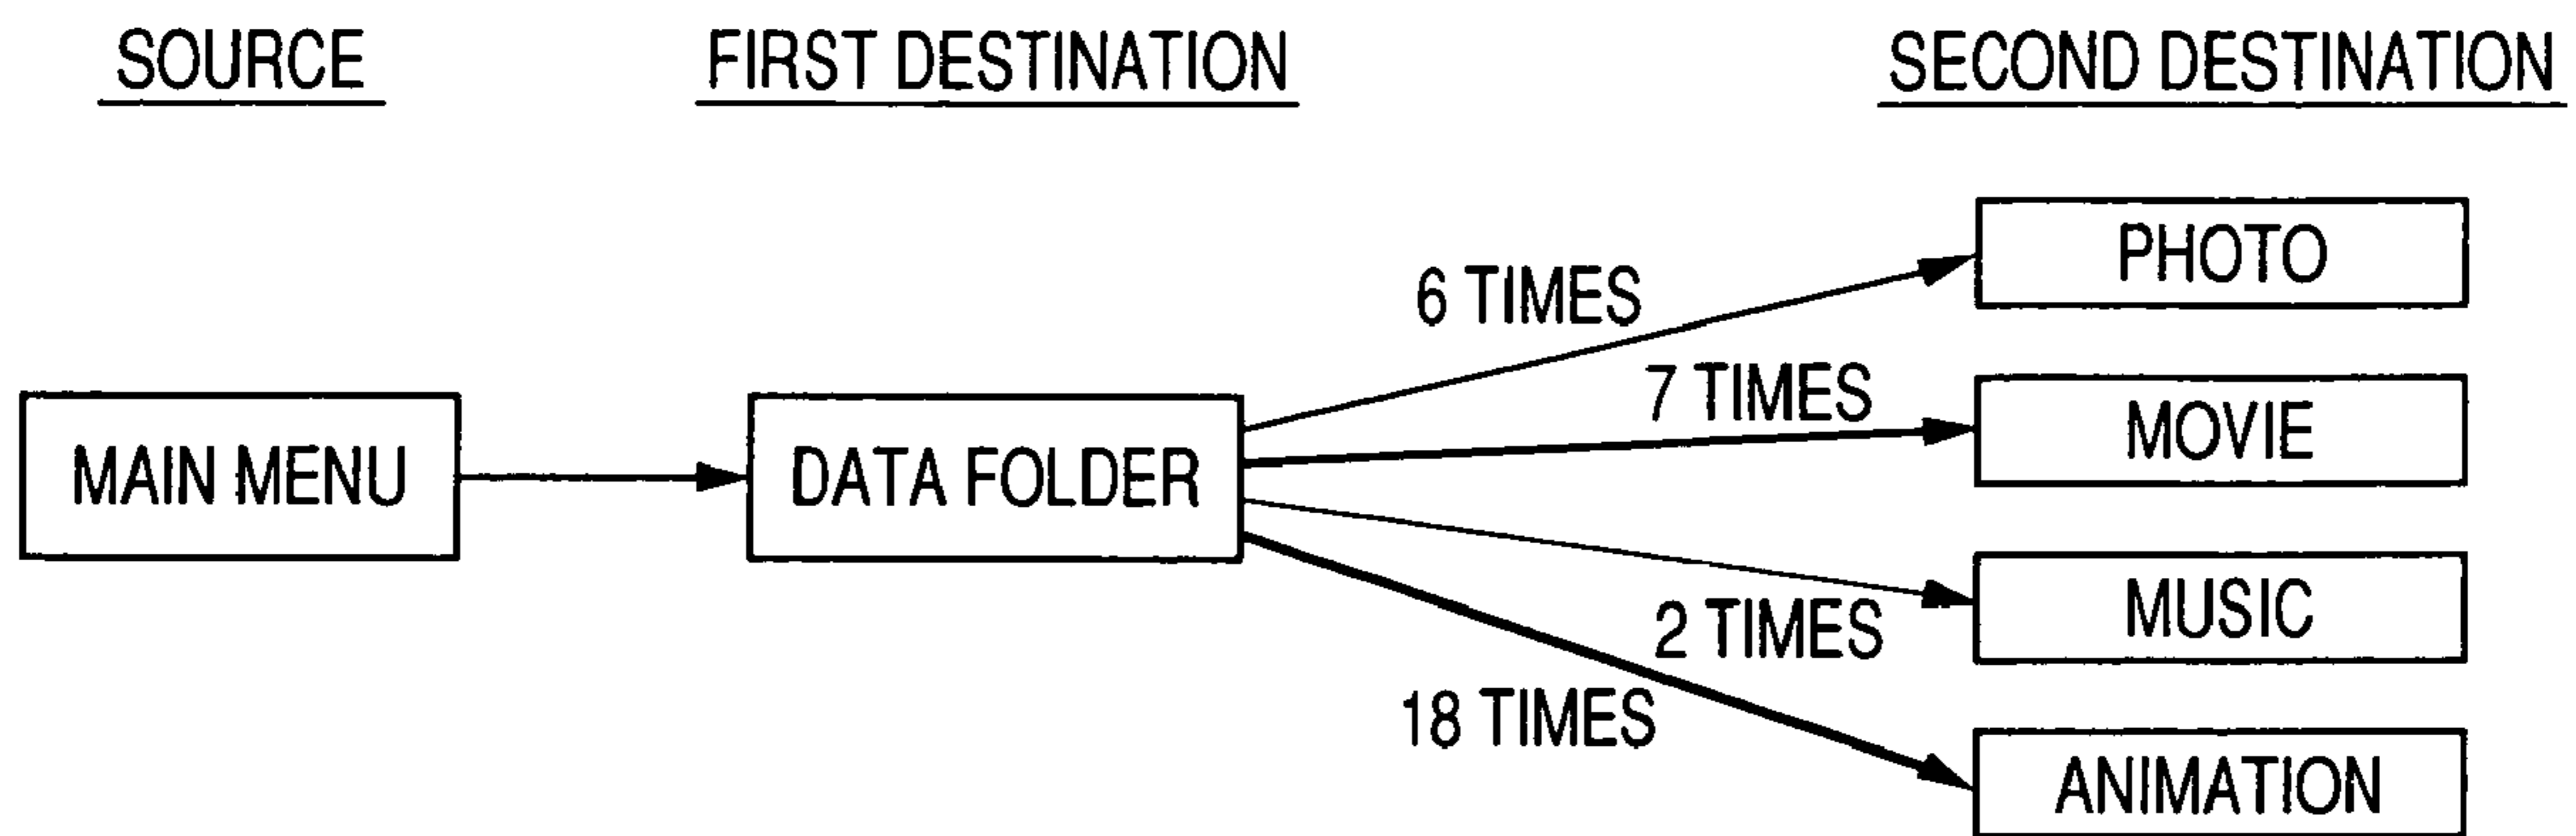 SOURCE
FIRST DESTINATION
SECOND DESTINATION
PHOTO
6 TIMES
7 TIMES
MOVIE
MAIN MENU
DATA FOLDER
2 TIMES
MUSIC
18 TIMES
ANIMATION